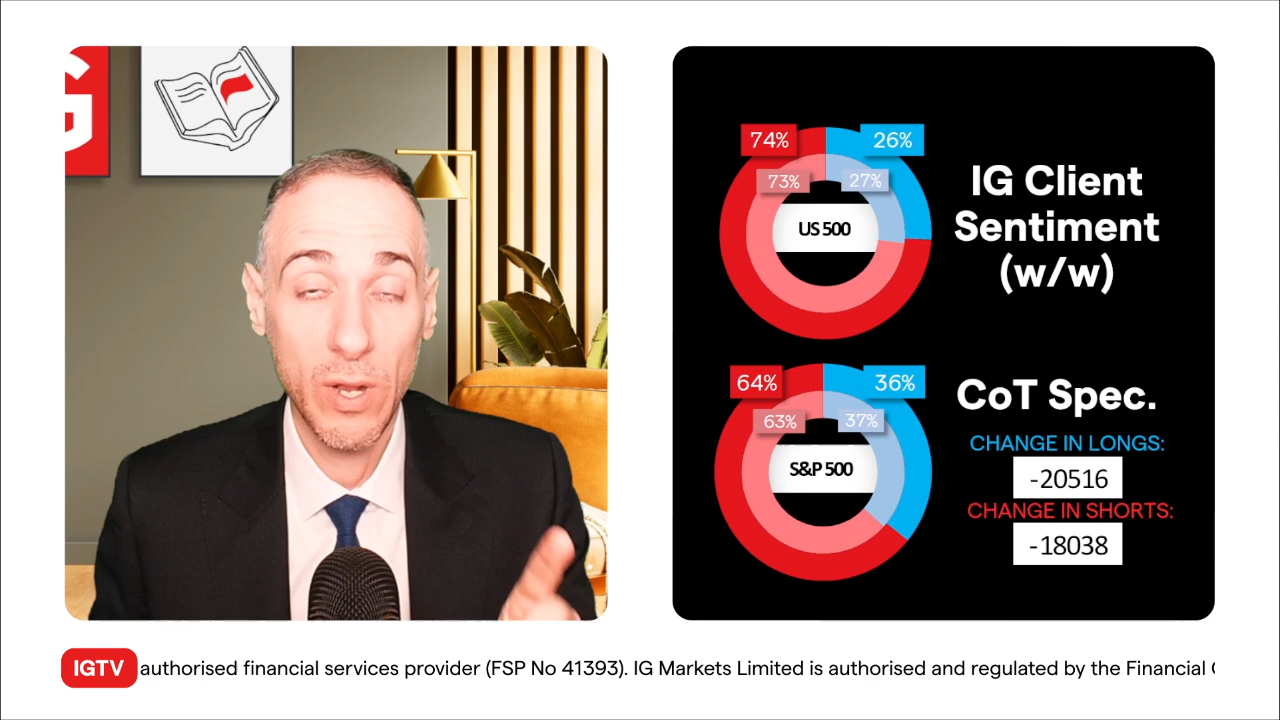 G
74%
26%
73%
27%
US 500
IG Client
Sentiment
(w/w)
64%
36%
63%
37%
S&P 500
CoT Spec.
CHANGE IN LONGS:
-20516
CHANGE IN SHORTS:
-18038
IGTV authorised financial services provider (FSP No 41393). IG Markets Limited is authorised and regulated by the Financial